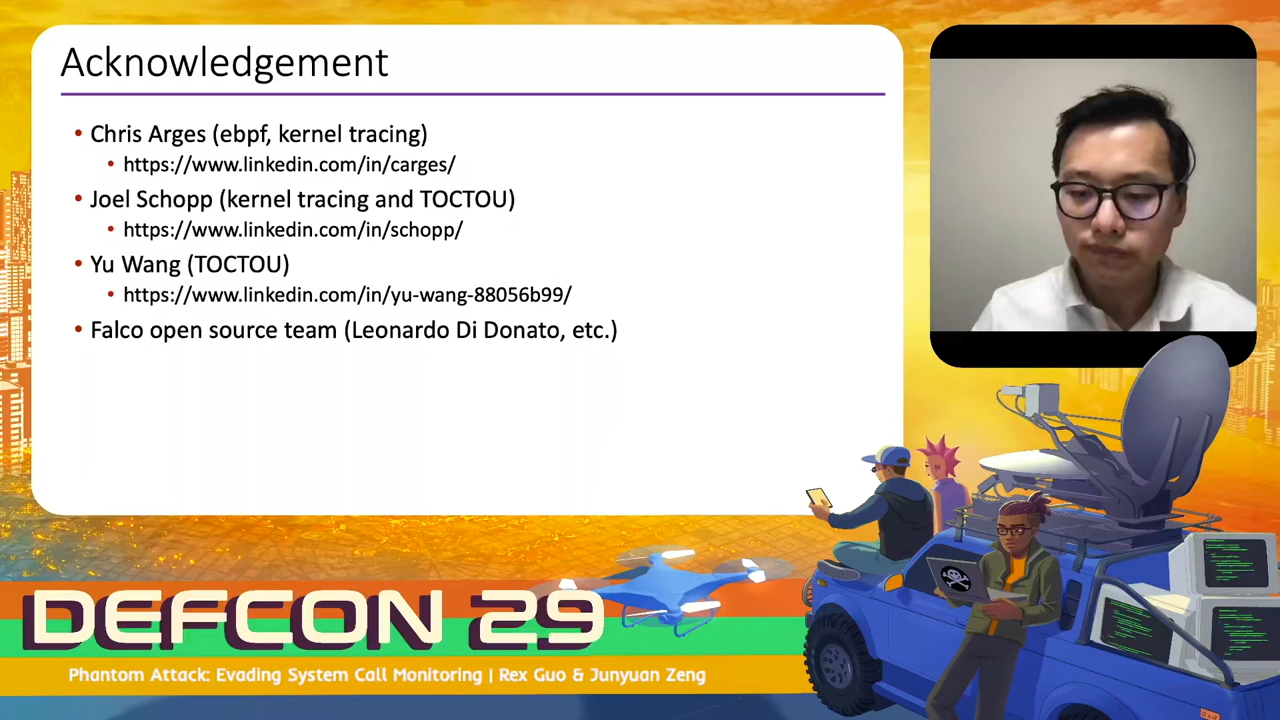 Acknowledgement
• Chris Arges (ebpf, kernel tracing)
• https://www.linkedin.com/in/carges/
• Joel Schopp (kernel tracing and TOCTOU)
• https://www.linkedin.com/in/schopp/
• Yu Wang (TOCTOU)
• https://www.linkedin.com/in/yu-wang-88056b99/
• Falco open source team (Leonardo Di Donato, etc.)
DEFCON 29
Phantom Attack: Evading System Call Monitoring | Rex Guo & Junyuan Zeng